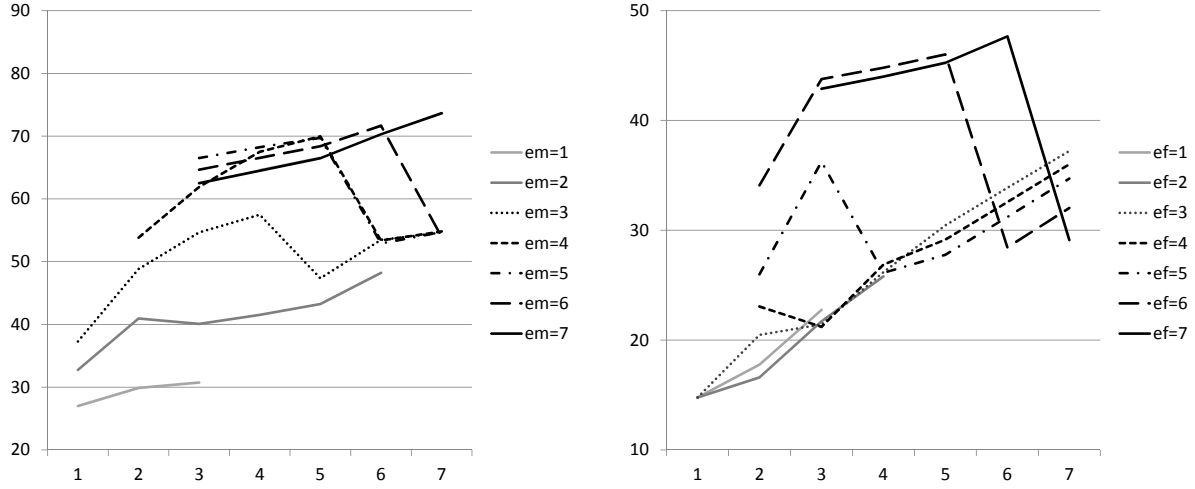 90
80
70
60
50
40
30
20
1 2 3 4 5 6 7
em=1
em=2
em=3
em=4
em=5
em=6
em=7
50
40
30
20
10
1 2 3 4 5 6 7
ef=1
ef=2
ef=3
ef=4
ef=5
ef=6
ef=7